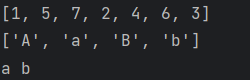 [1, 5, 7, 2, 4, 6, 3]
['A', 'a', 'B', 'b']
a b